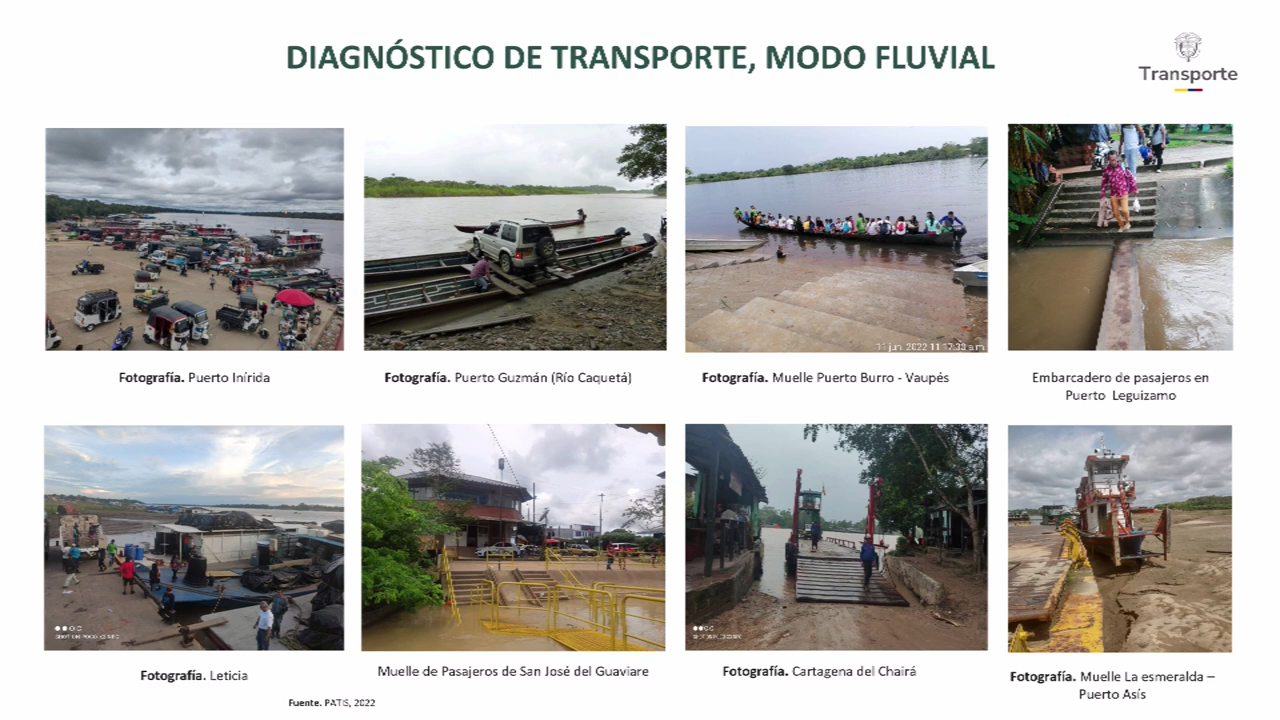 DIAGNÓSTICO DE TRANSPORTE, MODO FLUVIAL
Transporte
11 jun. 2022 11:17:30 a.m.
Fotografía. Puerto Inírida
Fotografía. Puerto Guzmán (Río Caquetá)
Fotografía. Muelle Puerto Burro - Vaupés
Embarcadero de pasajeros en
Puerto Leguizamo
Fotografía. Leticia
Muelle de Pasajeros de San José del Guaviare
Fotografía. Cartagena del Chairá
Fotografía. Muelle La esmeralda –
Puerto Asís
Fuente. PATIS, 2022